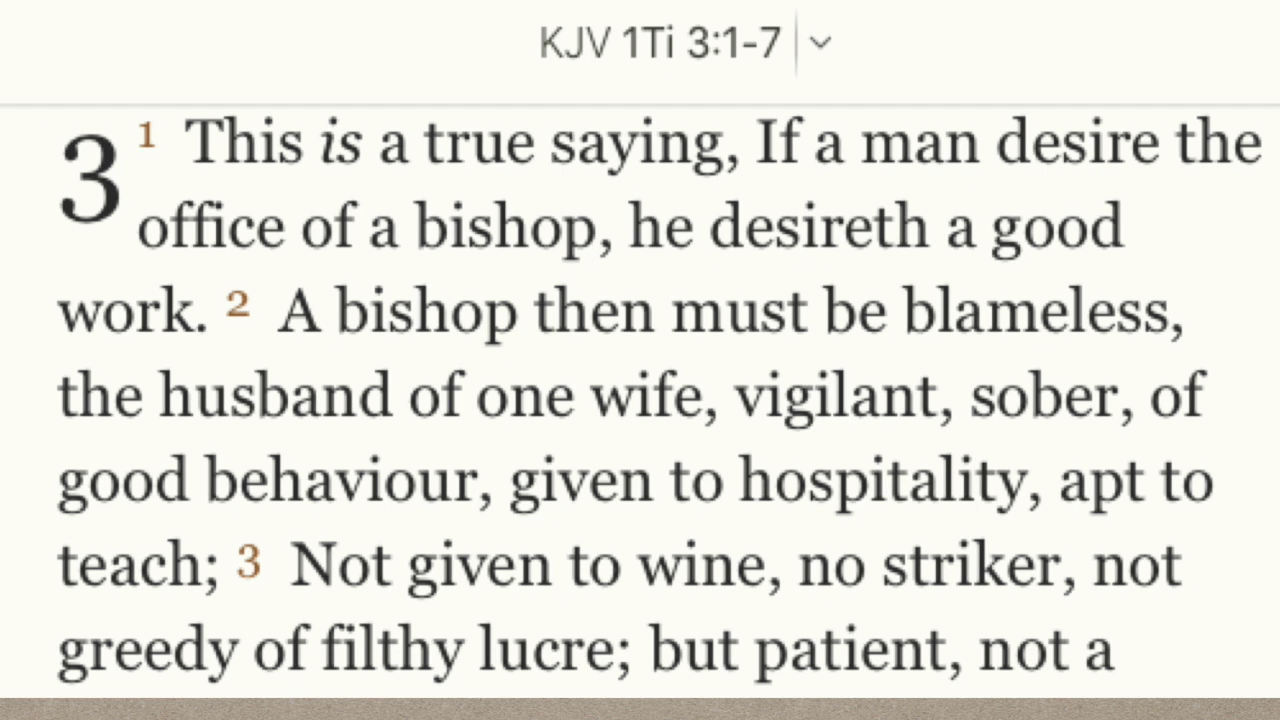 KJV 1Ti 3:1-7
3 1 This is a true saying, If a man desire the
office of a bishop, he desireth a good
work. 2 A bishop then must be blameless,
the husband of one wife, vigilant, sober, of
good behaviour, given to hospitality, apt to
teach; 3 Not given to wine, no striker, not
greedy of filthy lucre; but patient, not a